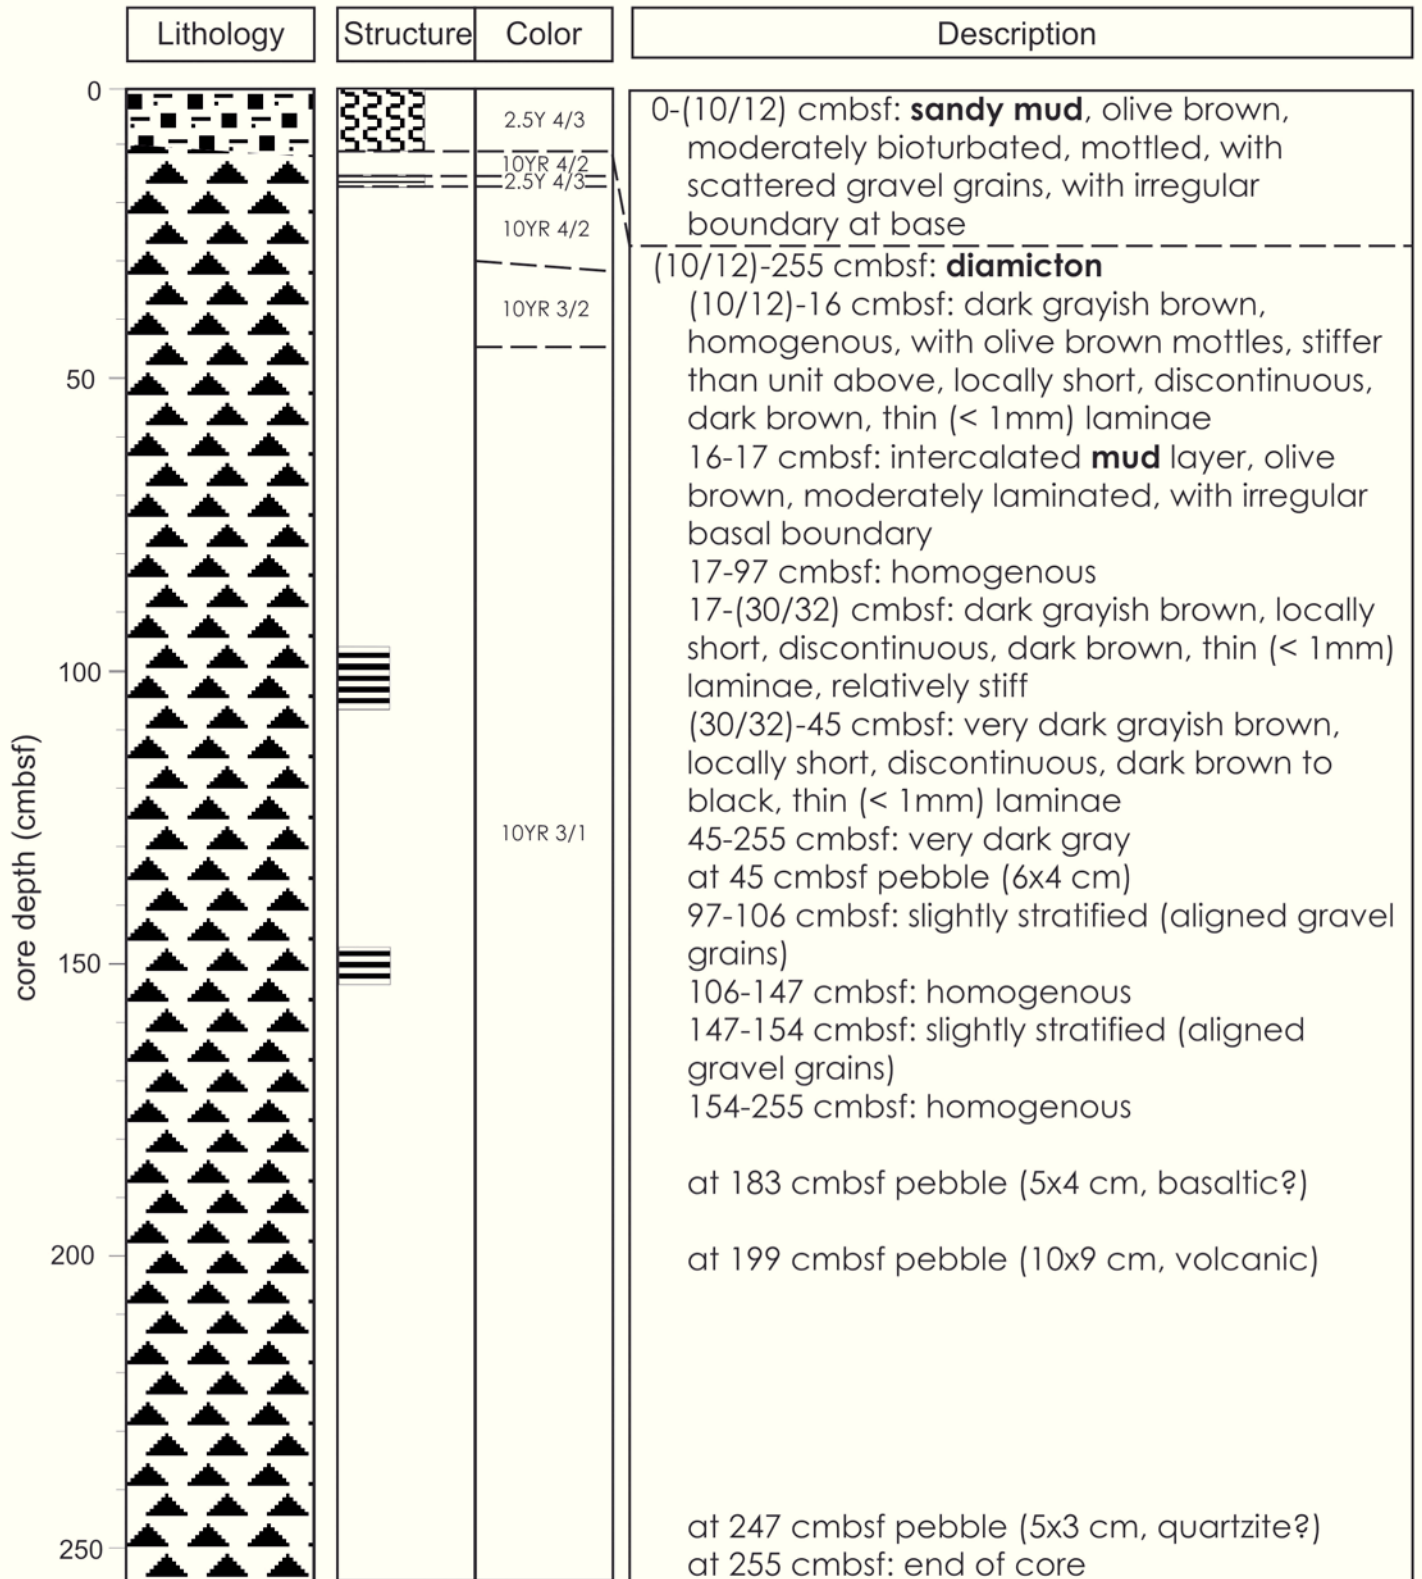 Lithology
Structure
Color
Description
0
50
100
150
200
250
core depth (cmbsf)
2.5Y 4/3
10YR 4/2
2.5Y 4/3
10YR 4/2
10YR 3/2
10YR 3/1
0-(10/12) cmbsf: sandy mud, olive brown,
moderately bioturbated, mottled, with
scattered gravel grains, with irregular
boundary at base
(10/12)-255 cmbsf: diamicton
(10/12)-16 cmbsf: dark grayish brown,
homogenous, with olive brown mottles, stiffer
than unit above, locally short, discontinuous,
dark brown, thin (< 1mm) laminae
16-17 cmbsf: intercalated mud layer, olive
brown, moderately laminated, with irregular
basal boundary
17-97 cmbsf: homogenous
17-(30/32) cmbsf: dark grayish brown, locally
short, discontinuous, dark brown, thin (< 1mm)
laminae, relatively stiff
(30/32)-45 cmbsf: very dark grayish brown,
locally short, discontinuous, dark brown to
black, thin (< 1mm) laminae
45-255 cmbsf: very dark gray
at 45 cmbsf pebble (6x4 cm)
97-106 cmbsf: slightly stratified (aligned gravel
grains)
106-147 cmbsf: homogenous
147-154 cmbsf: slightly stratified (aligned
gravel grains)
154-255 cmbsf: homogenous
at 183 cmbsf pebble (5x4 cm, basaltic?)
at 199 cmbsf pebble (10x9 cm, volcanic)
at 247 cmbsf pebble (5x3 cm, quartzite?)
at 255 cmbsf: end of core